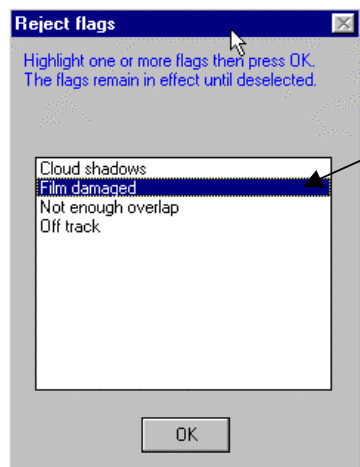 Reject flags
Highlight one or more flags then press OK.
The flags remain in effect until deselected.
Cloud shadows
Film damaged
Not enough overlap
Off track
OK